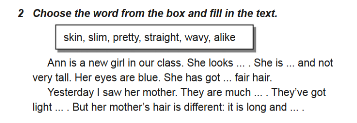 2 Choose the word from the box and fill in the text.
skin, slim, pretty, straight, wavy, alike
Ann is a new girl in our class. She looks ... . She is ... and not
very tall. Her eyes are blue. She has got ... fair hair.
Yesterday I saw her mother. They are much ... . They've got
light ... . But her mother's hair is different: it is long and ... .